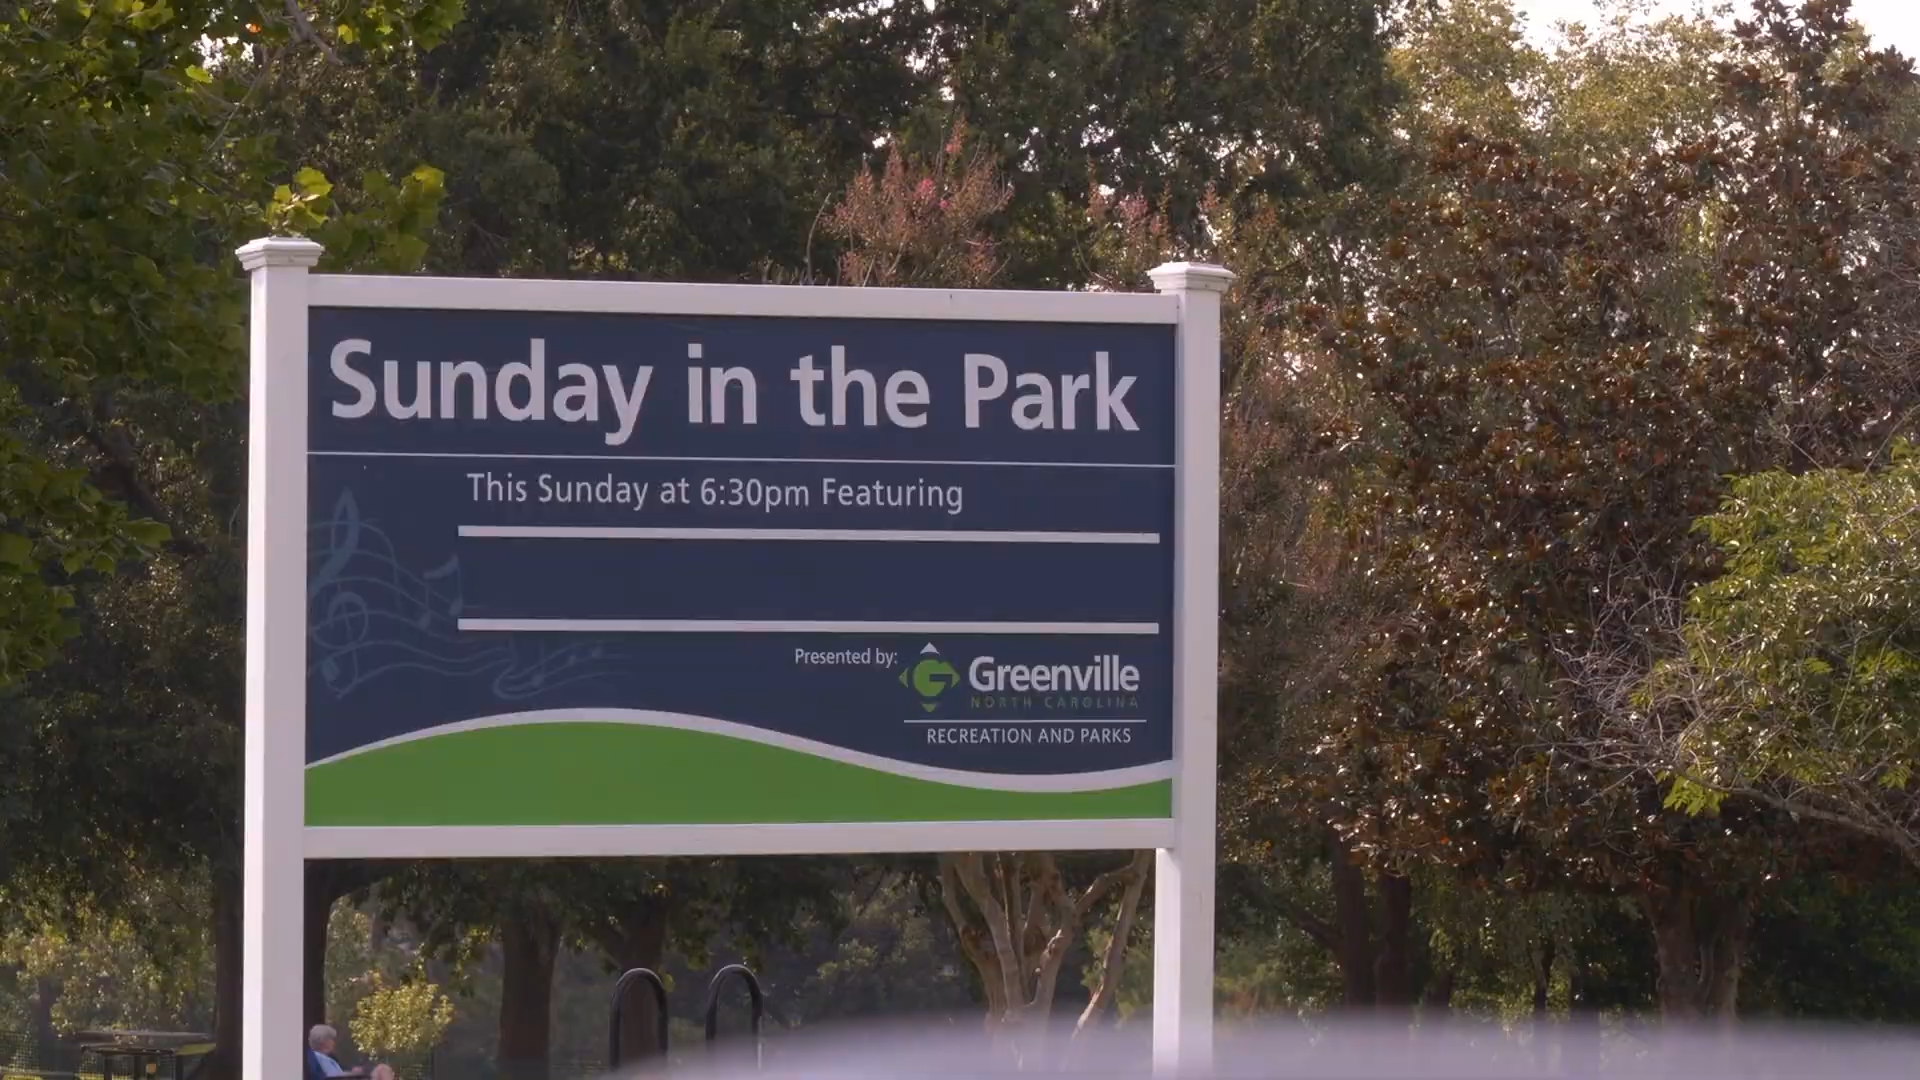 Sunday in the Park
This Sunday at 6:30pm Featuring
Presented by:
Greenville
NORTH CAROLINA
RECREATION AND PARKS